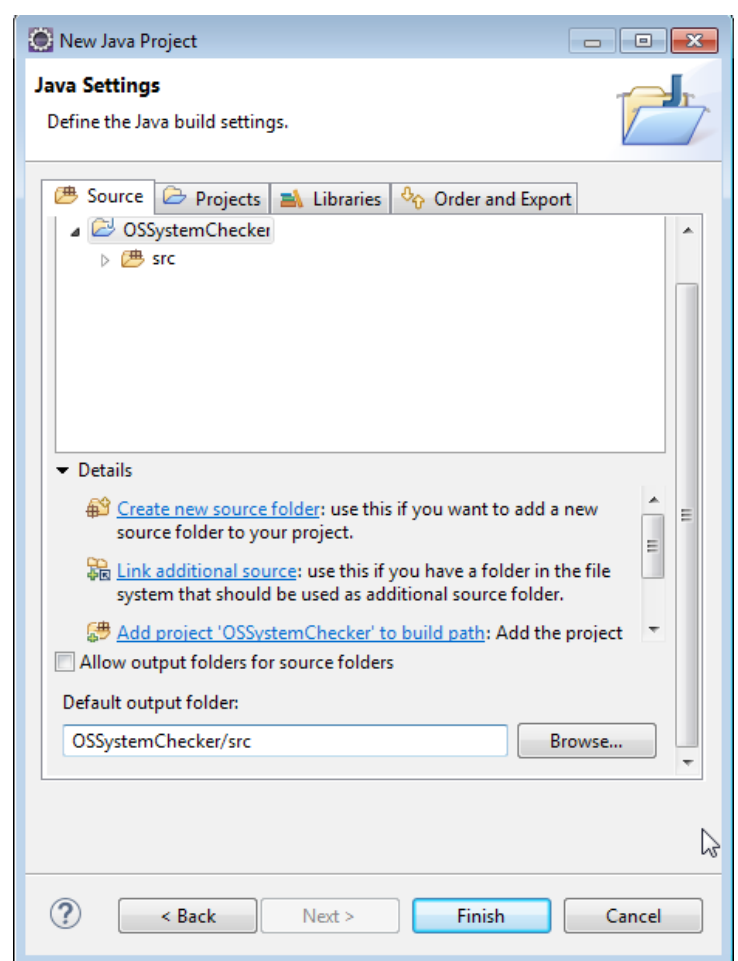 New Java Project
Java Settings
Define the Java build settings.
Source Projects Libraries Order and Export
OSSystemChecker
src
Details
Create new source folder: use this if you want to add a new
source folder to your project.
Link additional source: use this if you have a folder in the file
system that should be used as additional source folder.
Add project 'OSSystemChecker' to build path: Add the project
Allow output folders for source folders
Default output folder:
OSSystemChecker/src Browse...
? < Back Next > Finish Cancel